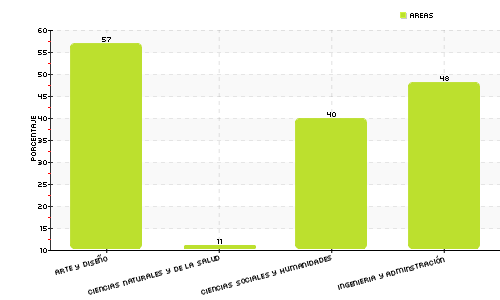 AREAS
60
55
50
45
40
35
30
25
20
15
10
PORCENTAJE
57
11
40
48
ARTE Y DISEÑO
CIENCIAS NATURALES Y DE LA SALUD
CIENCIAS SOCIALES Y HUMANIDADES
INGENIERIA Y ADMINSTRACIÓN